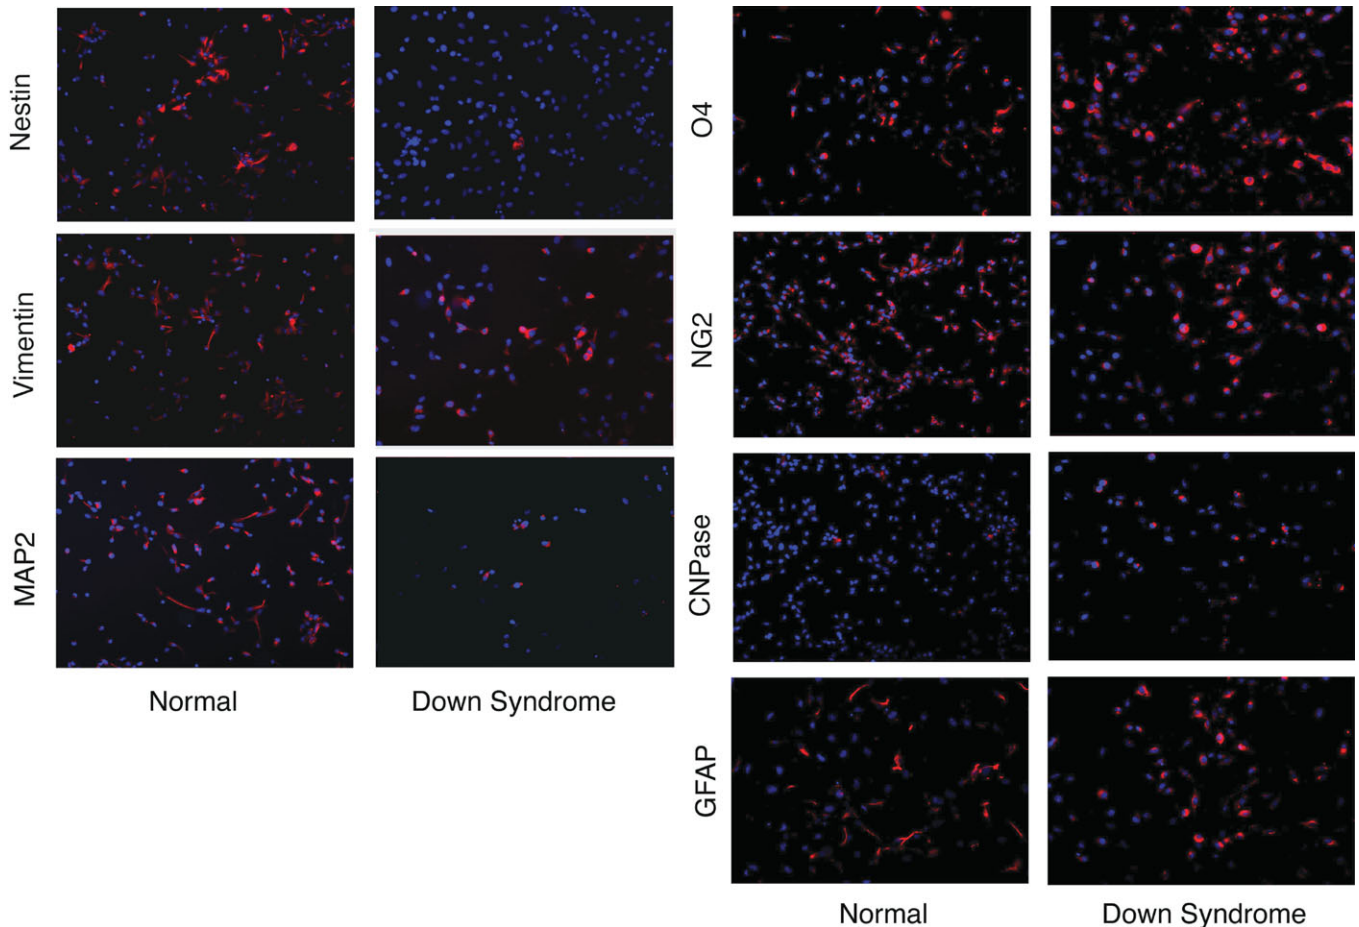 Nestin
Vimentin
MAP2
Normal
Down Syndrome
O4
NG2
CNPase
GFAP
Normal
Down Syndrome